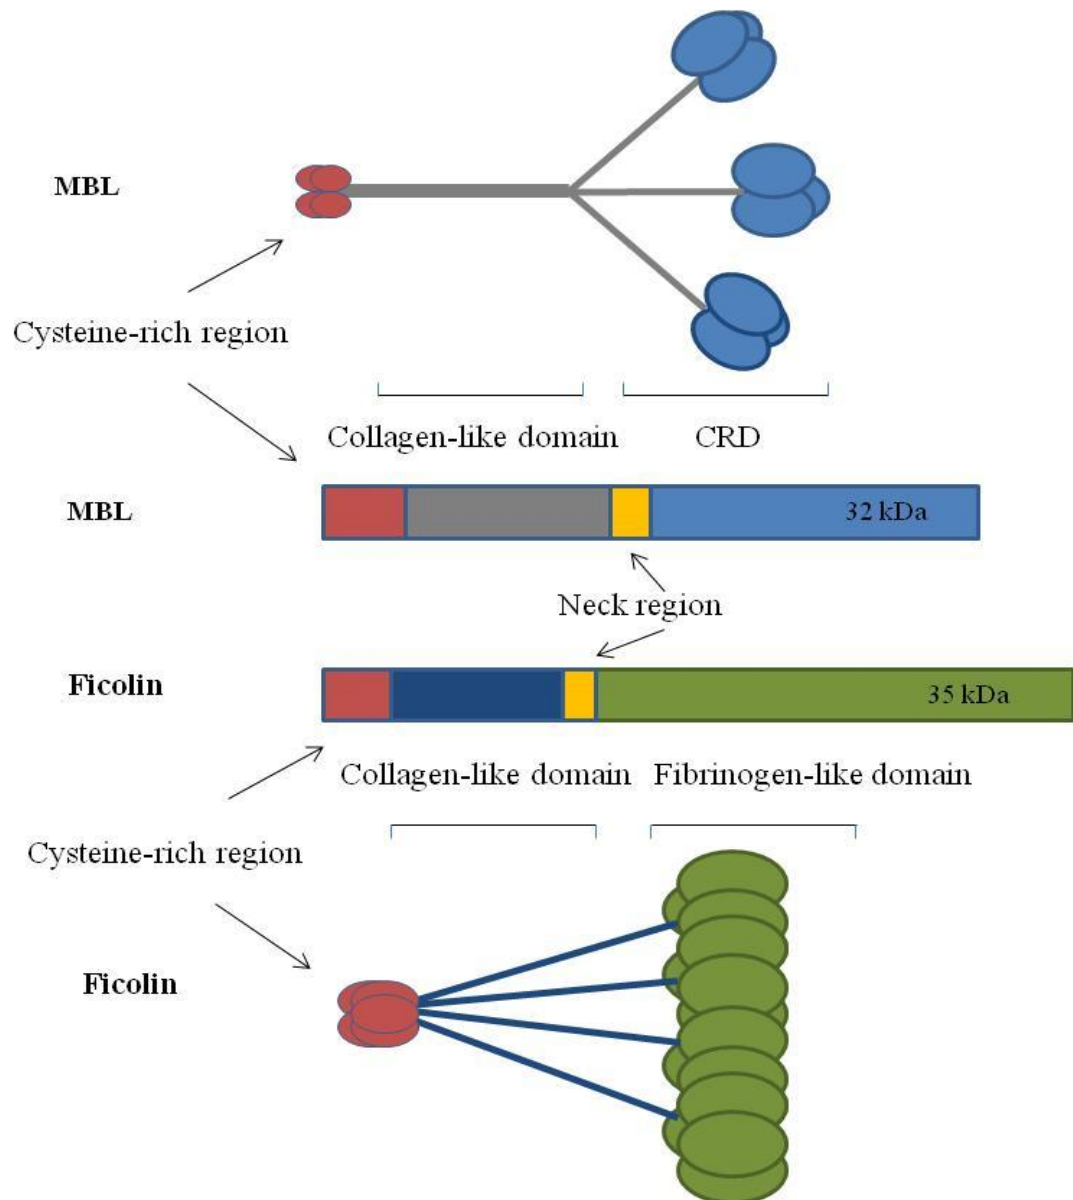 MBL
Cysteine-rich region
Collagen-like domain
CRD
MBL
32 kDa
Neck region
Ficolin
35 kDa
Collagen-like domain
Fibrinogen-like domain
Cysteine-rich region
Ficolin